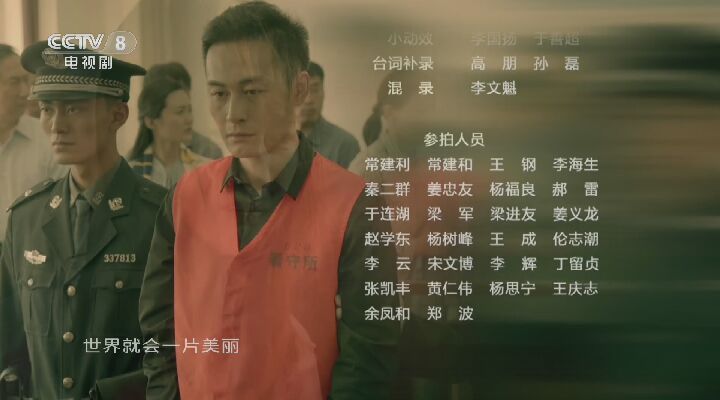 CCTV 8
电视剧
小动效 李国扬 于善超
台词补录 高朋 孙磊
混录 李文魁
参拍人员
常建利 常建和 王钢 李海生
秦二群 姜忠友 杨福良 郝雷
于连湖 梁军 梁进友 姜义龙
赵学东 杨树峰 王成 伦志潮
李云 宋文博 李辉 丁留贞
张凯丰 黄仁伟 杨思宁 王庆志
余凤和 郑波
337813
看守所
世界就会一片美丽